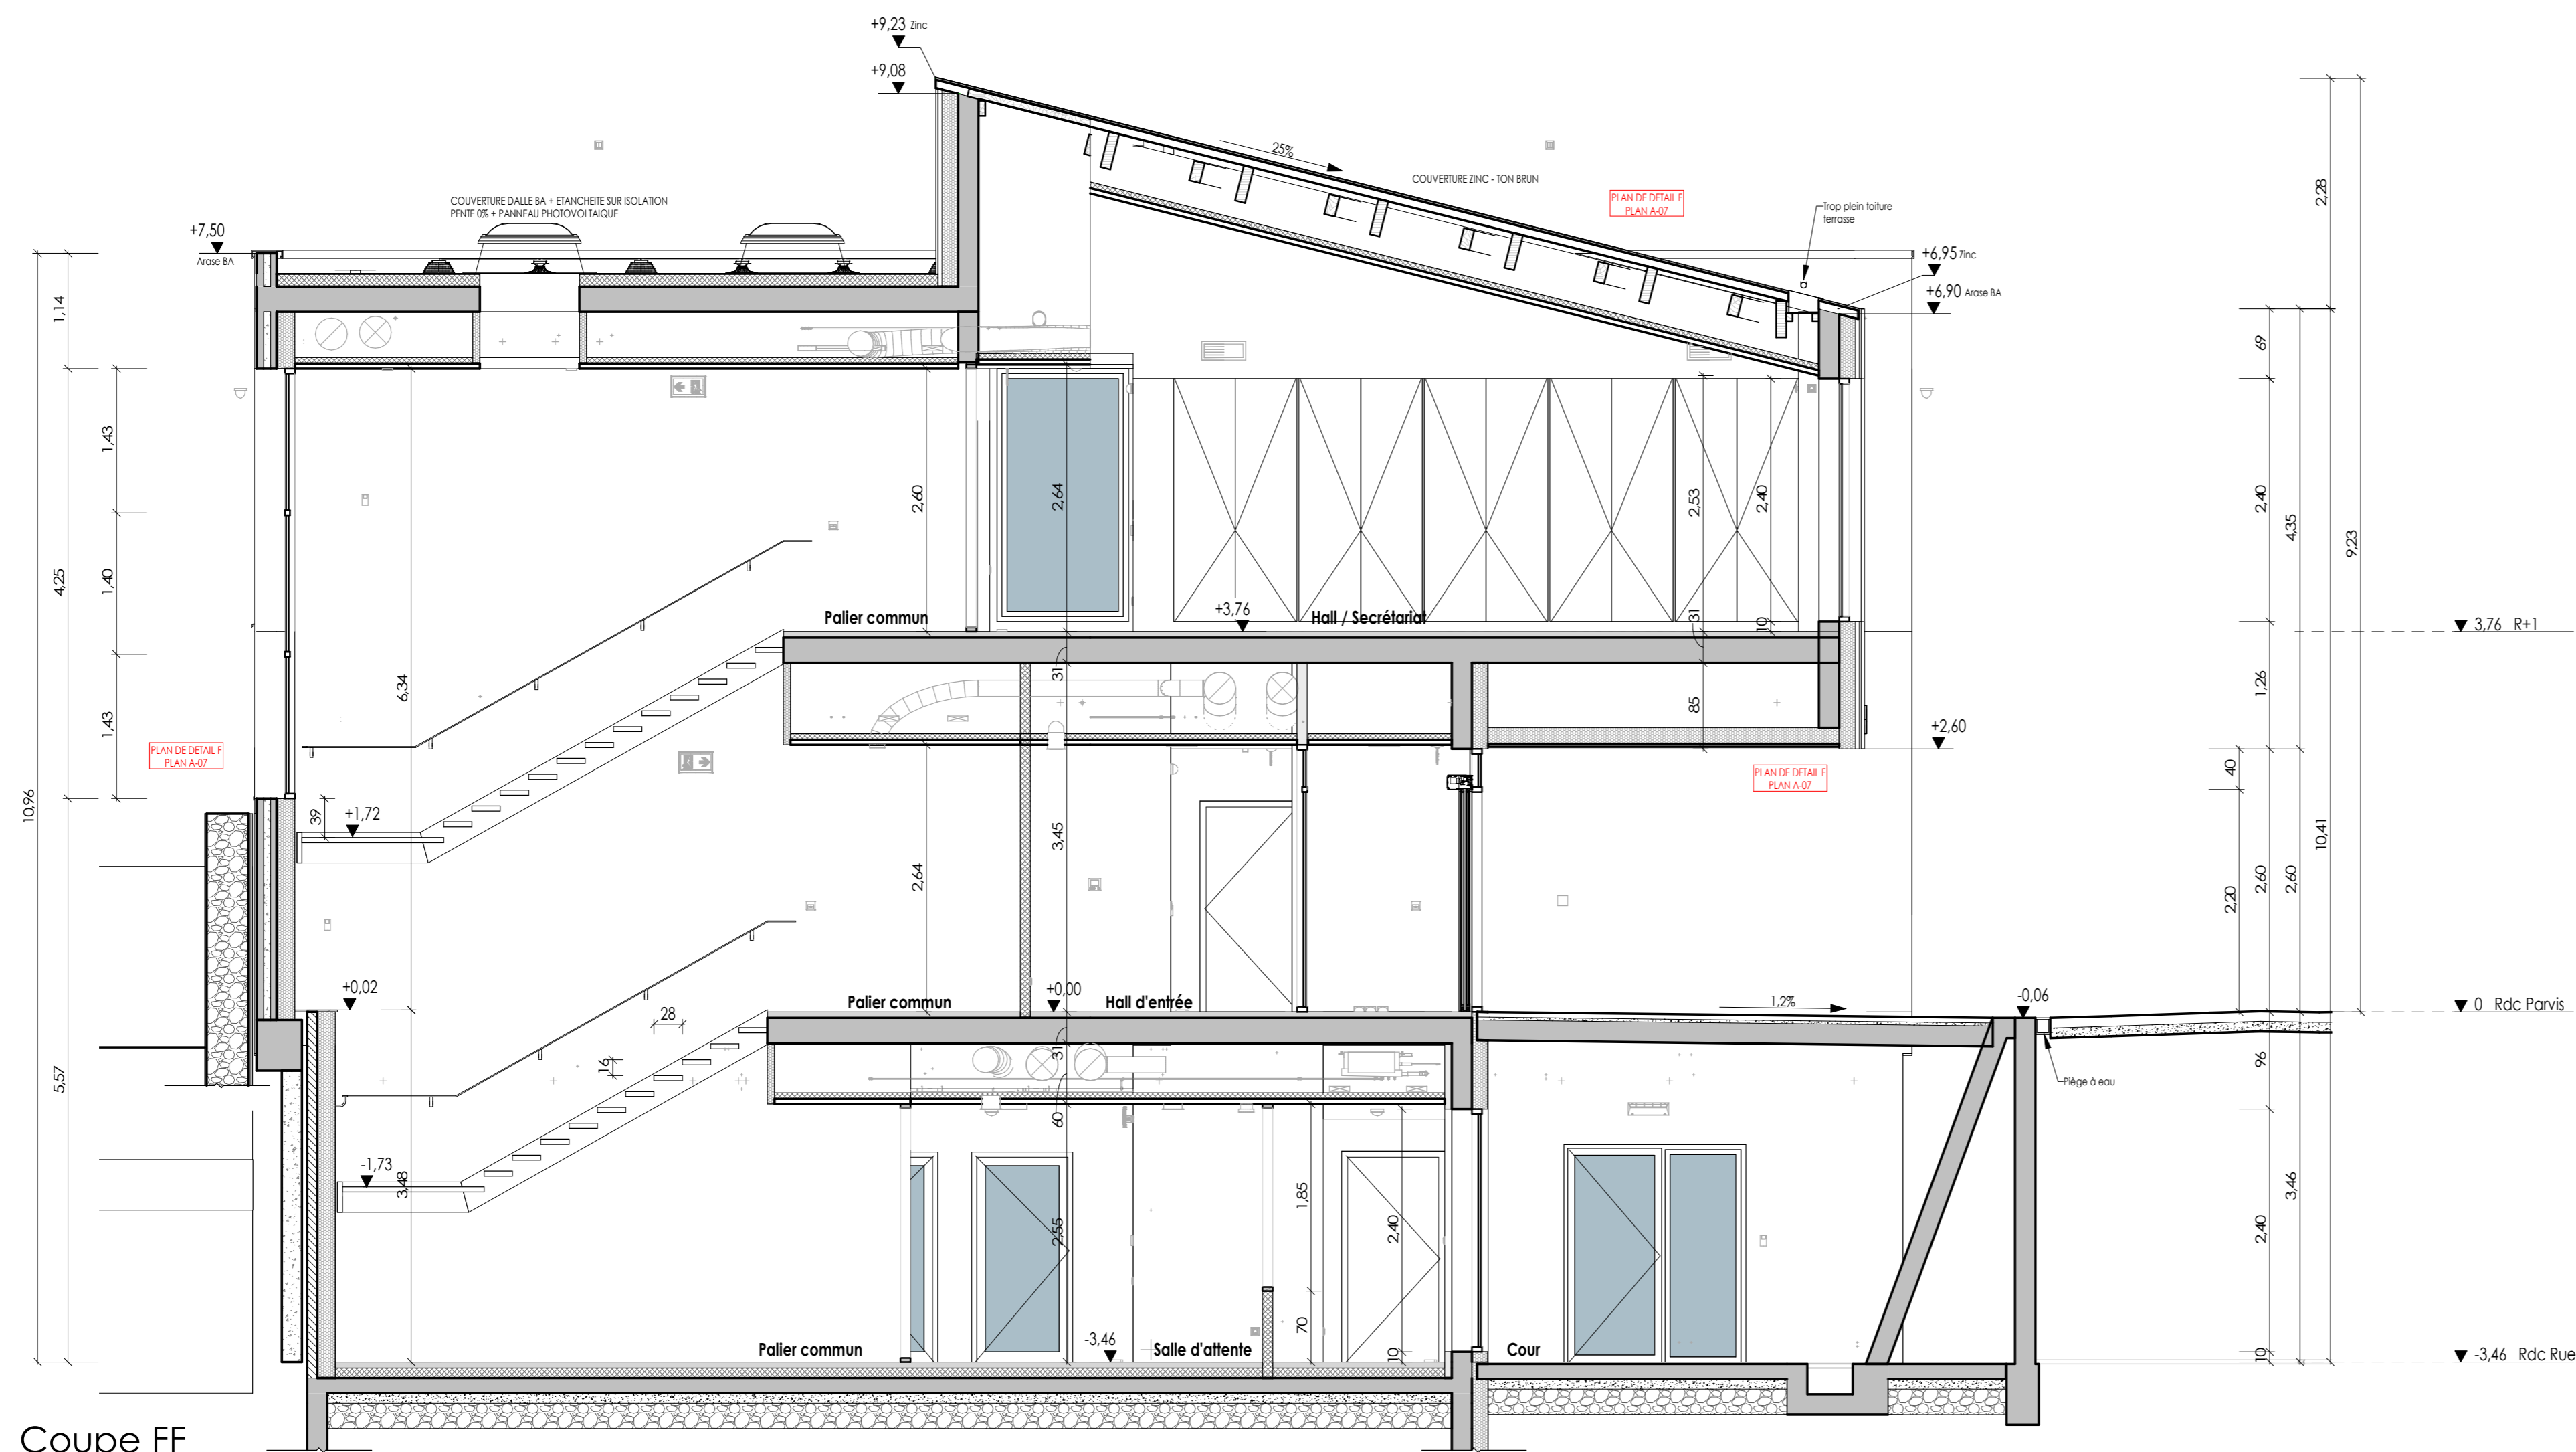 +9,23 Zinc
+9,08
25%
COUVERTURE ZINC - TON BRUN
PLAN DE DETAIL F
PLAN A-07
Trop plein toiture
terrasse
COUVERTURE DALLE BA + ETANCHEITE SUR ISOLATION
PENTE 0% + PANNEAU PHOTOVOLTAIQUE
+7,50
Arase BA
+6,95 Zinc
+6,90 Arase BA
2,28
1,14
69
1,43
2,60
2,64
2,53
2,40
2,40
4,35
9,23
4,25
1,40
Palier commun
+3,76
Hall / Secrétariat
31
10
3,76 R+1
6,34
31
85
1,26
1,43
+2,60
PLAN DE DETAIL F
PLAN A-07
PLAN DE DETAIL F
PLAN A-07
40
10,96
39
+1,72
3,45
10,41
2,64
2,20
2,60
2,60
+0,02
28
Palier commun
+0,00
Hall d'entrée
1,2%
-0,06
0 Rdc Parvis
16
31
96
Piège à eau
5,57
60
-1,73
3,48
2,55
1,85
2,40
2,40
3,46
70
10
10
Palier commun
-3,46
Salle d'attente
Cour
-3,46 Rdc Rue
Coupe FF